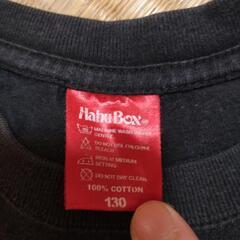 HabuBox
MACHINE WASH
GENTLE
DO NOT USE CHLORINE
BLEACH
IRON AT MEDIUM
SETTING
DO NOT DRY CLEAN
100% COTTON
130